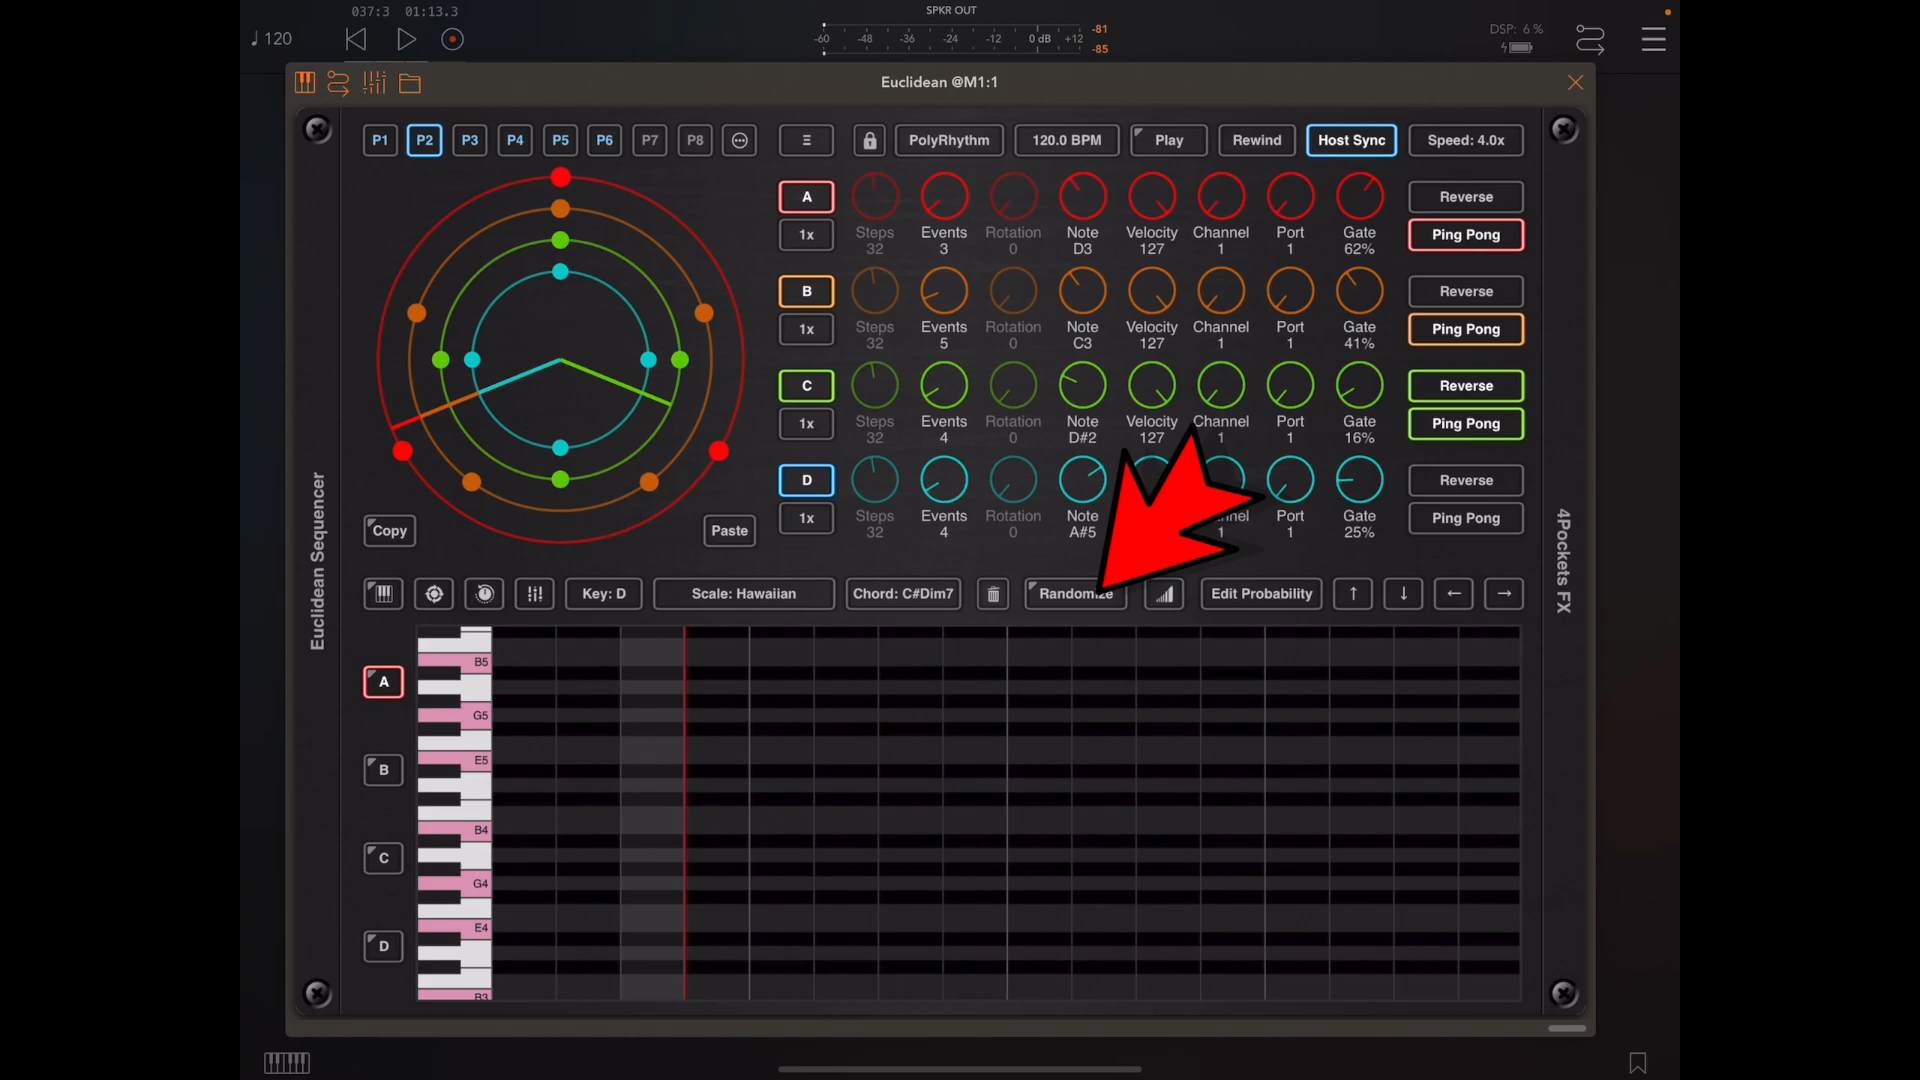 037:3 01:13.3
SPKR OUT
♩120
-60 -48 -36 -24 -12 0 dB +12
-81
-85
DSP: 6 %
Euclidean @M1:1
P1 P2 P3 P4 P5 P6 P7 P8
PolyRhythm 120.0 BPM Play Rewind Host Sync Speed: 4.0x
A
1x
Steps Events Rotation Note Velocity Channel Port Gate
32 3 0 D3 127 1 1 62%
Reverse
Ping Pong
B
1x
Steps Events Rotation Note Velocity Channel Port Gate
32 5 0 C3 127 1 1 41%
Reverse
Ping Pong
C
1x
Steps Events Rotation Note Velocity Channel Port Gate
32 4 0 D#2 127 1 1 16%
Reverse
Ping Pong
D
1x
Steps Events Rotation Note Port Gate
32 4 0 A#5 1 1 25%
Reverse
Ping Pong
Copy Paste
Key: D Scale: Hawaiian Chord: C#Dim7 Randomize Edit Probability ↑ ↓ ← →
Euclidean Sequencer
4Pockets FX
A
B
C
D
B5
G5
E5
B4
G4
E4
B3